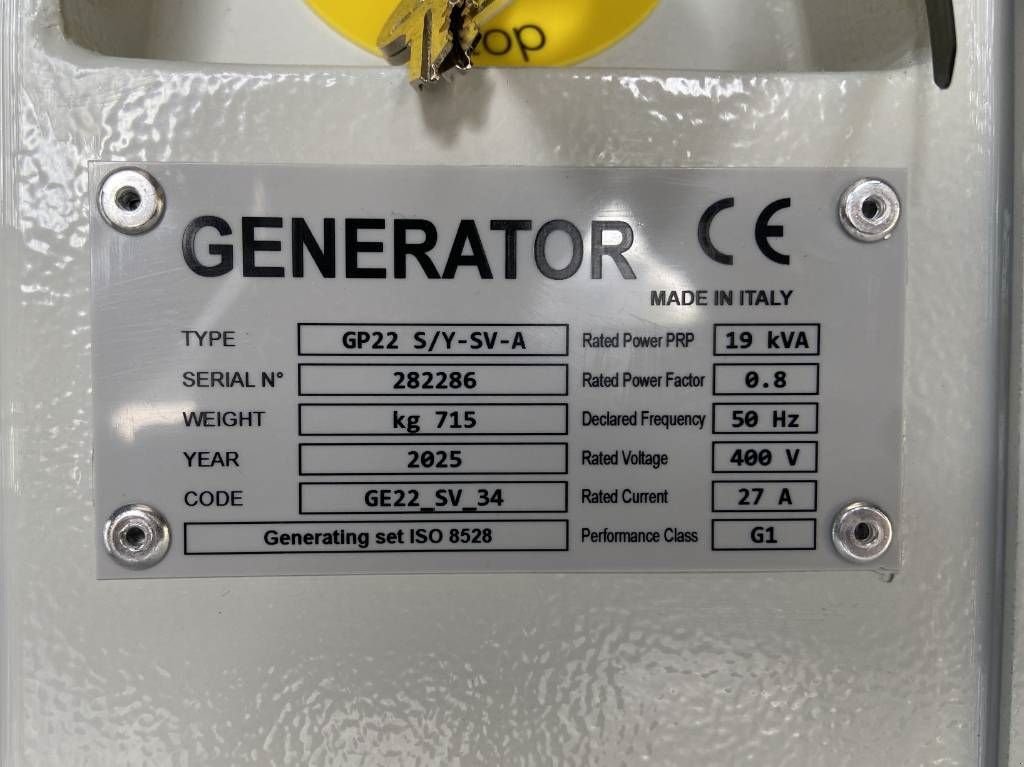 top
GENERATOR CE
MADE IN ITALY
TYPE GP22 S/Y-SV-A Rated Power PRP 19 kVA
SERIAL N° 282286 Rated Power Factor 0.8
WEIGHT kg 715 Declared Frequency 50 Hz
YEAR 2025 Rated Voltage 400 V
CODE GE22_SV_34 Rated Current 27 A
Generating set ISO 8528 Performance Class G1